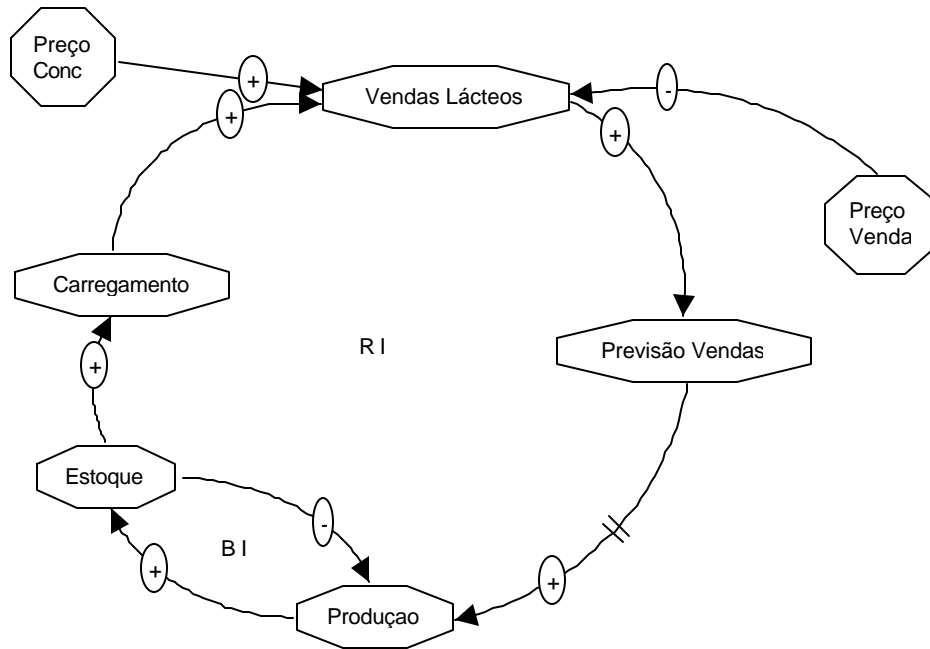 Preço
Conc
+
Vendas Lácteos
-
+
+
Preço
Venda
Carregamento
R I
Previsão Vendas
+
Estoque
-
B I
+
+
Produçao